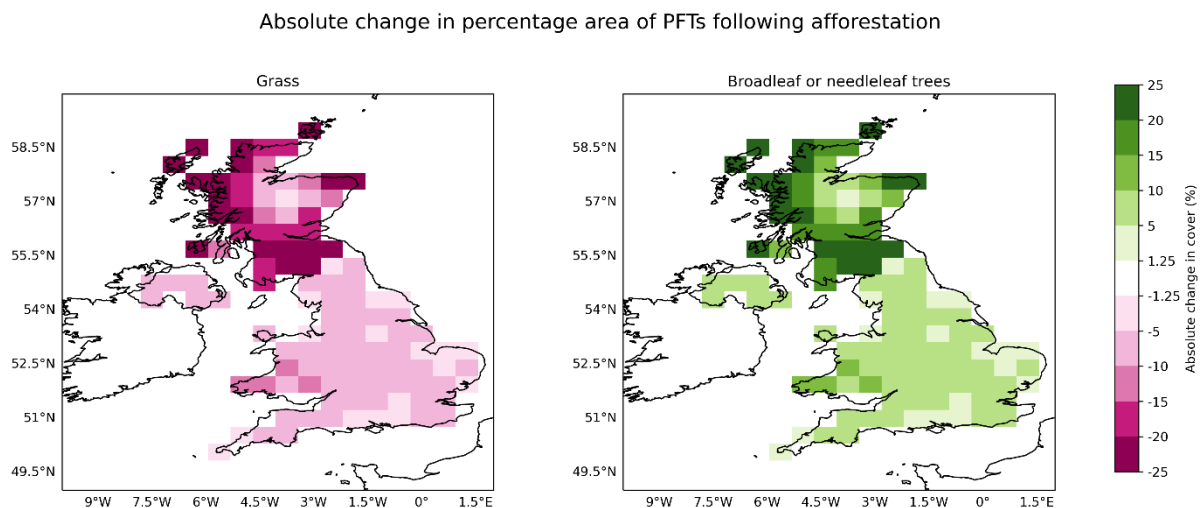 Absolute change in percentage area of PFTs following afforestation
Grass
Broadleaf or needleleaf trees
58.5°N
57°N
55.5°N
54°N
52.5°N
51°N
49.5°N
9°W 7.5°W 6°W 4.5°W 3°W 1.5°W 0° 1.5°E
58.5°N
57°N
55.5°N
54°N
52.5°N
51°N
49.5°N
9°W 7.5°W 6°W 4.5°W 3°W 1.5°W 0° 1.5°E
25
20
15
10
5
1.25
-1.25
-5
-10
-15
-20
-25
Absolute change in cover (%)